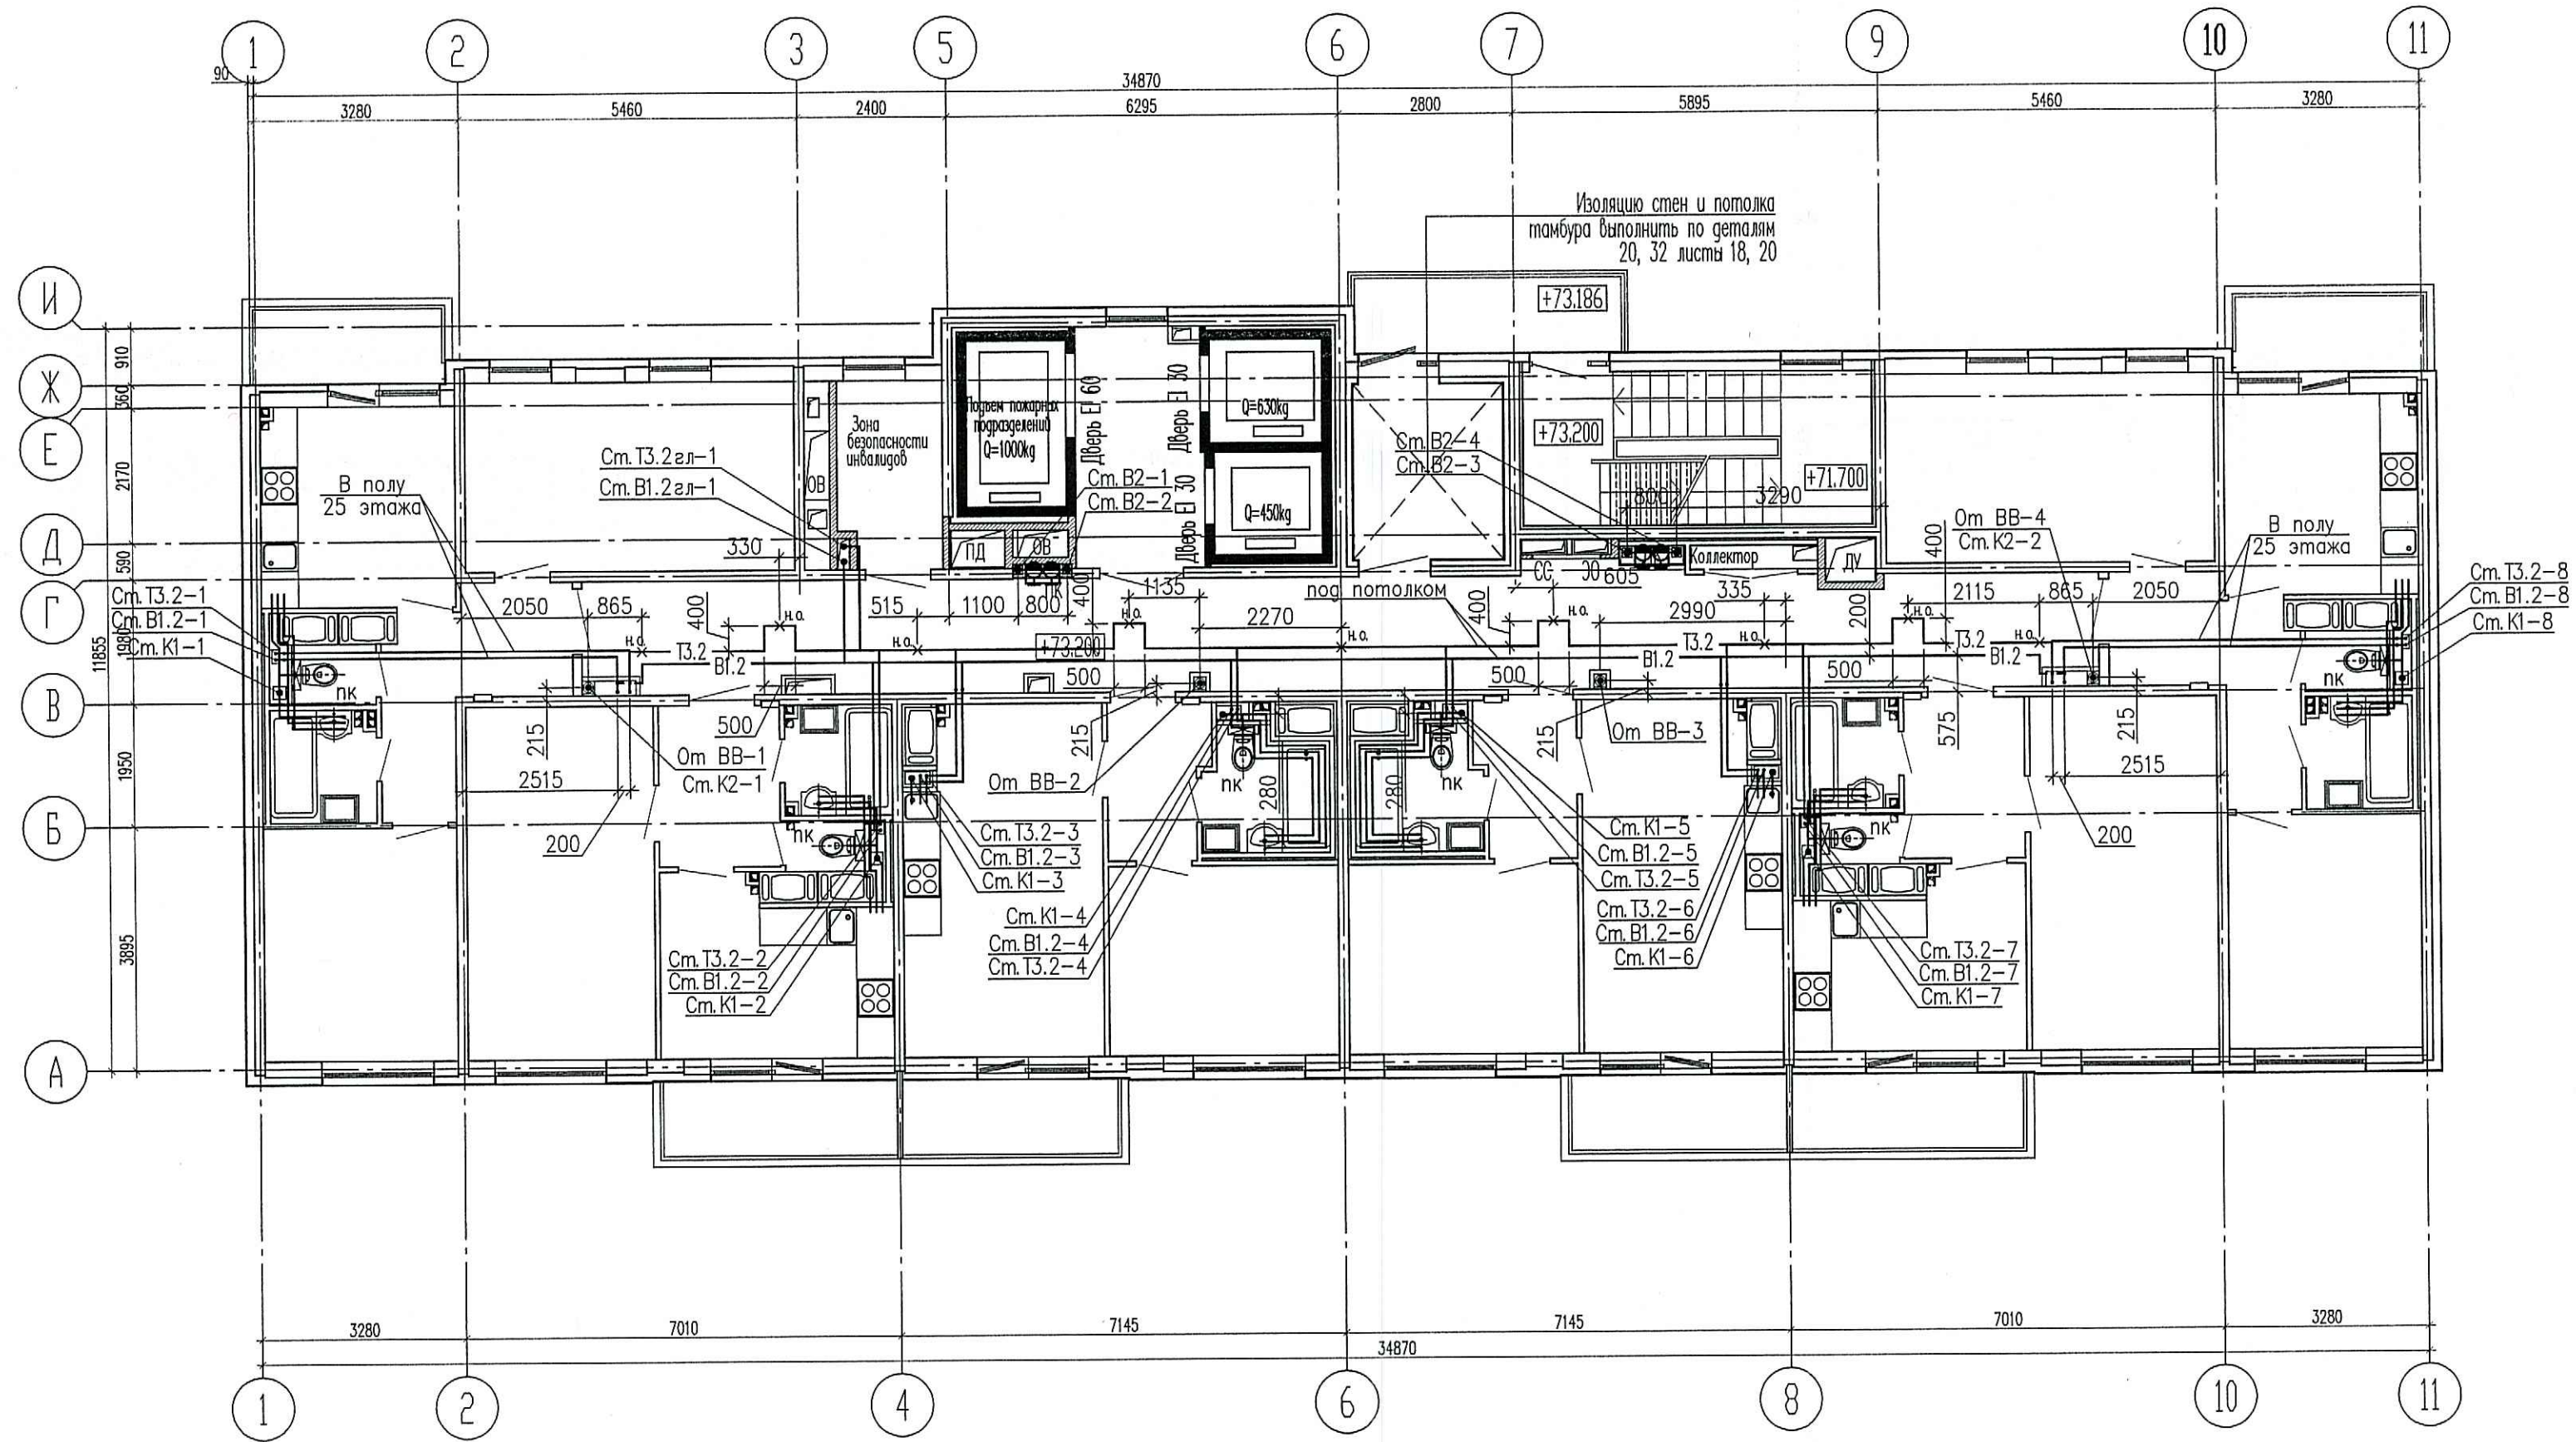 1 2 3 5 6 7 9 10 11
90
34870
3280 5460 2400 6295 2800 5895 5460 3280
Изоляцию стен и потолка
тамбура выполнить по деталям
20, 32 листы 18, 20
И
Ж
Е
Д
Г
В
Б
А
910
360
2170
590
1980
1950
3895
11855
+73.186
+73.200
+71.700
+73.200
Зона
безопасности
инвалидов
Подъем пожарных
подразделений
Q=1000kg
Дверь EI 60
Дверь EI 30
Дверь EI 30
Q=630kg
Q=450kg
Ст.Т3.2гл-1
Ст.В1.2гл-1
Ст.В2-1
Ст.В2-2
Ст.В2-4
Ст.В2-3
800
3290
В полу
25 этажа
ОВ
ПД
ОВ
ПК
330
СС
ЭО
605
Коллектор
ДУ
От ВВ-4
Ст.К2-2
400
В полу
25 этажа
Ст.Т3.2-1
Ст.В1.2-1
Ст.К1-1
2050
865
400
515
1100
800
400
1135
2270
под потолком
400
2990
335
200
2115
865
2050
Ст.Т3.2-8
Ст.В1.2-8
Ст.К1-8
н.о.
Т3.2
В1.2
н.о.
н.о.
н.о.
н.о.
н.о.
Т3.2
В1.2
н.о.
н.о.
Т3.2
В1.2
н.о.
пк
500
500
500
500
575
пк
215
2515
200
От ВВ-1
Ст.К2-1
215
От ВВ-2
пк
280
280
пк
215
От ВВ-3
215
2515
200
пк
пк
Ст.Т3.2-3
Ст.В1.2-3
Ст.К1-3
Ст.К1-4
Ст.В1.2-4
Ст.Т3.2-4
Ст.К1-5
Ст.В1.2-5
Ст.Т3.2-5
Ст.Т3.2-6
Ст.В1.2-6
Ст.К1-6
Ст.Т3.2-2
Ст.В1.2-2
Ст.К1-2
Ст.Т3.2-7
Ст.В1.2-7
Ст.К1-7
3280 7010 7145 7145 7010 3280
34870
1 2 4 6 8 10 11